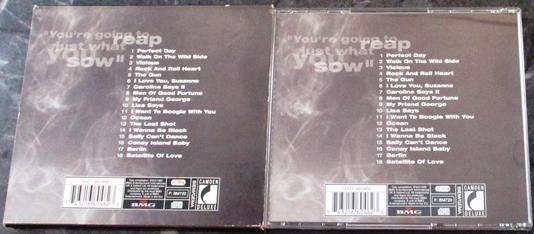 "You're going to
reap
just what
you
sow"
1 Perfect Day
2 Walk On The Wild Side
3 Vicious
4 Rock And Roll Heart
5 The Gun
6 I Love You, Suzanne
7 Caroline Says II
8 Men Of Good Fortune
9 My Friend George
10 Lisa Says
11 I Want To Boogie With You
12 Ocean
13 The Last Shot
14 I Wanna Be Black
15 Sally Can't Dance
16 Coney Island Baby
17 Berlin
18 Satellite Of Love
BMG
CAMDEN
DELUXE
"You're going to
reap
just what
you
sow"
1 Perfect Day
2 Walk On The Wild Side
3 Vicious
4 Rock And Roll Heart
5 The Gun
6 I Love You, Suzanne
7 Caroline Says II
8 Men Of Good Fortune
9 My Friend George
10 Lisa Says
11 I Want To Boogie With You
12 Ocean
13 The Last Shot
14 I Wanna Be Black
15 Sally Can't Dance
16 Coney Island Baby
17 Berlin
18 Satellite Of Love
BMG
CAMDEN
DELUXE